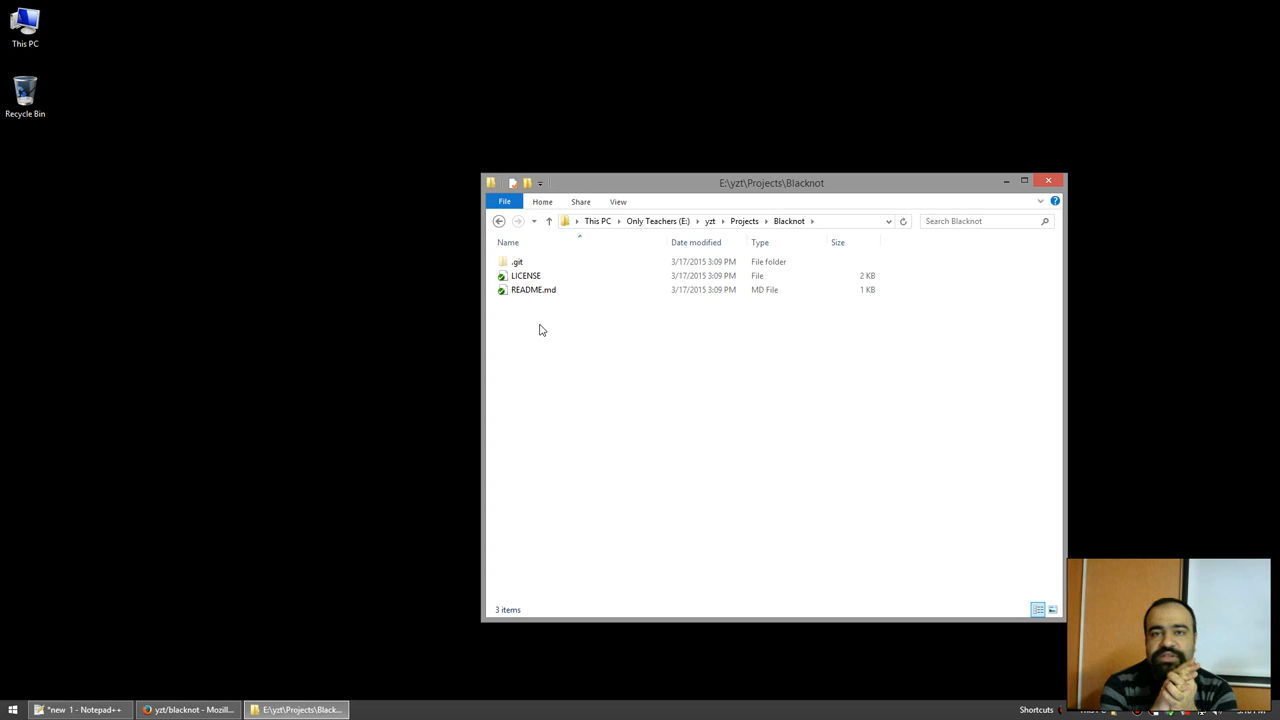 This PC
Recycle Bin
E:\yzt\Projects\Blacknot
File Home Share View
This PC Only Teachers (E:) yzt Projects Blacknot
Search Blacknot
Name Date modified Type Size
.git 3/17/2015 3:09 PM File folder
LICENSE 3/17/2015 3:09 PM File 2 KB
README.md 3/17/2015 3:09 PM MD File 1 KB
3 items
*new 1 - Notepad++
yzt/blacknot - Mozill...
E:\yzt\Projects\Black...
Shortcuts